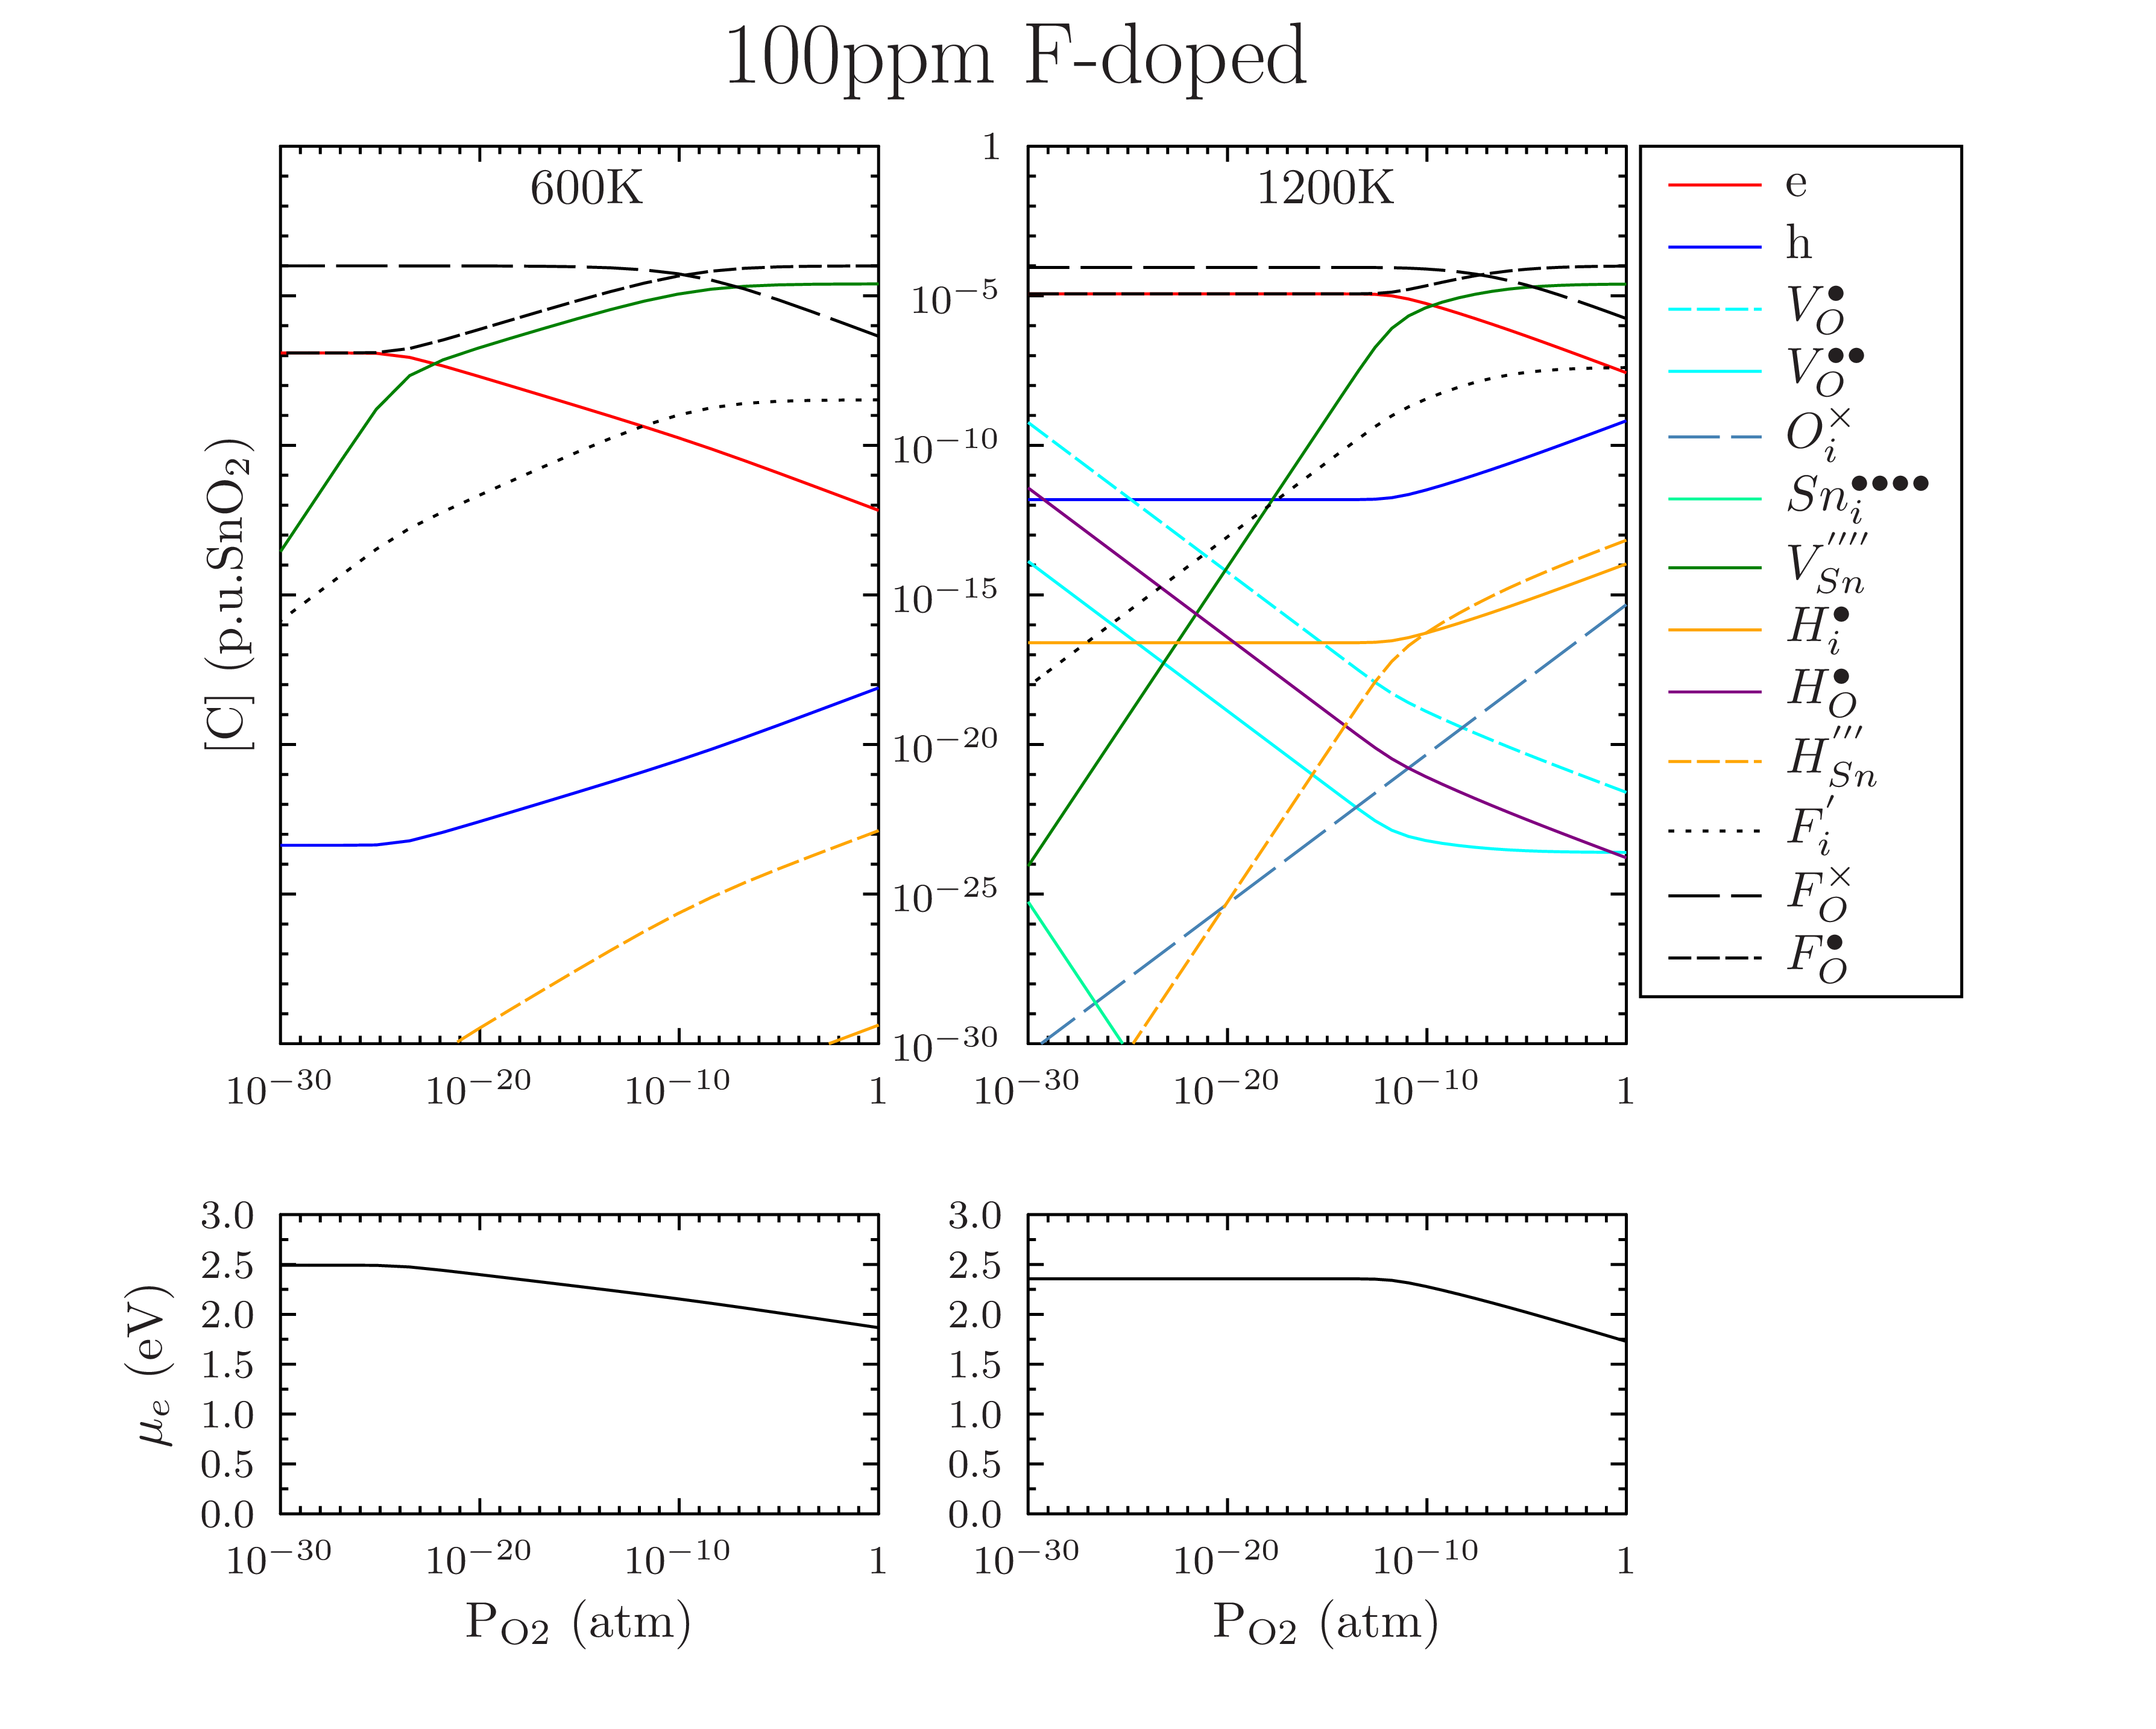 100ppm F-doped
600K
1200K
[C] (p.u.SnO₂)
1
10⁻⁵
10⁻¹⁰
10⁻¹⁵
10⁻²⁰
10⁻²⁵
10⁻³⁰
10⁻³⁰ 10⁻²⁰ 10⁻¹⁰ 1
10⁻³⁰ 10⁻²⁰ 10⁻¹⁰ 1
e
h
V_O^•
V_O^••
O_i^×
Sn_i^••••
V_Sn^′′′′
H_i^•
H_O^•
H_Sn^′′′
F_i^′
F_O^×
F_O^•
μₑ (eV)
3.0
2.5
2.0
1.5
1.0
0.5
0.0
10⁻³⁰ 10⁻²⁰ 10⁻¹⁰ 1
P_O2 (atm)
3.0
2.5
2.0
1.5
1.0
0.5
0.0
10⁻³⁰ 10⁻²⁰ 10⁻¹⁰ 1
P_O2 (atm)